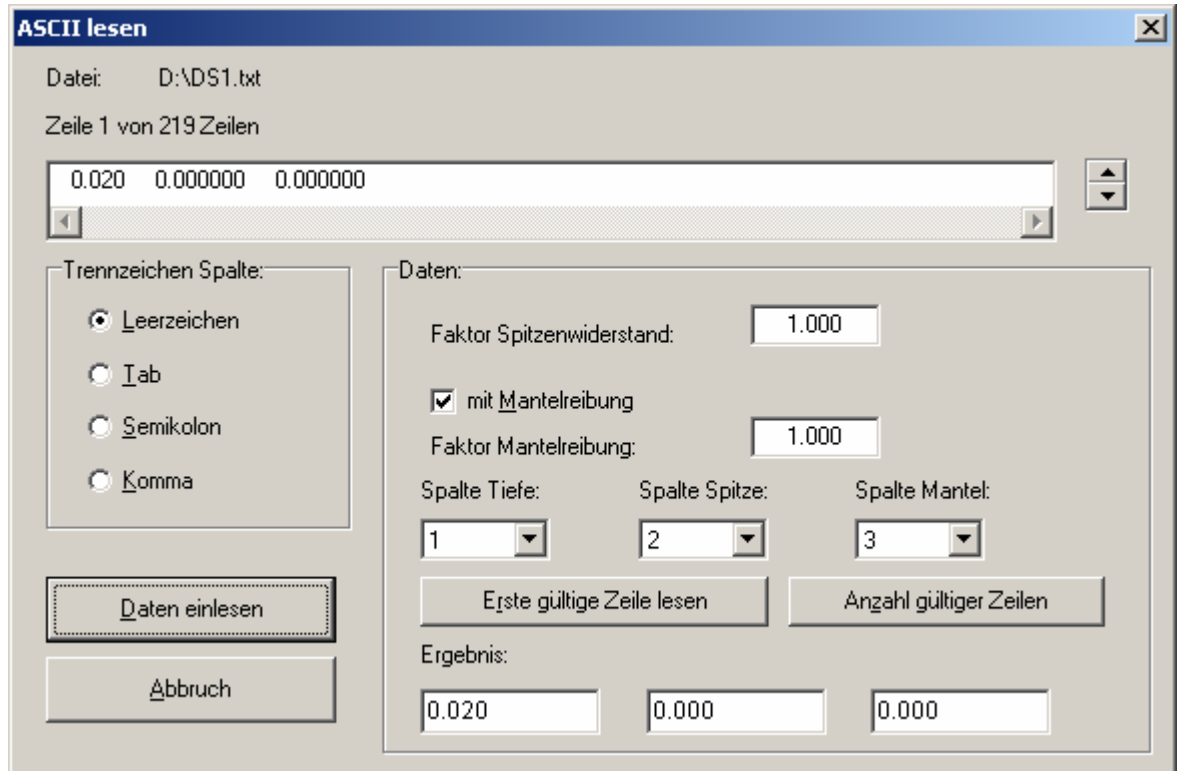 ASCII lesen
Datei: D:\DS1.txt
Zeile 1 von 219 Zeilen
0.020 0.000000 0.000000
Trennzeichen Spalte:
Leerzeichen
Tab
Semikolon
Komma
Daten einlesen
Abbruch
Daten:
Faktor Spitzenwiderstand: 1.000
mit Mantelreibung
Faktor Mantelreibung: 1.000
Spalte Tiefe: Spalte Spitze: Spalte Mantel:
1 2 3
Erste gültige Zeile lesen Anzahl gültiger Zeilen
Ergebnis:
0.020 0.000 0.000